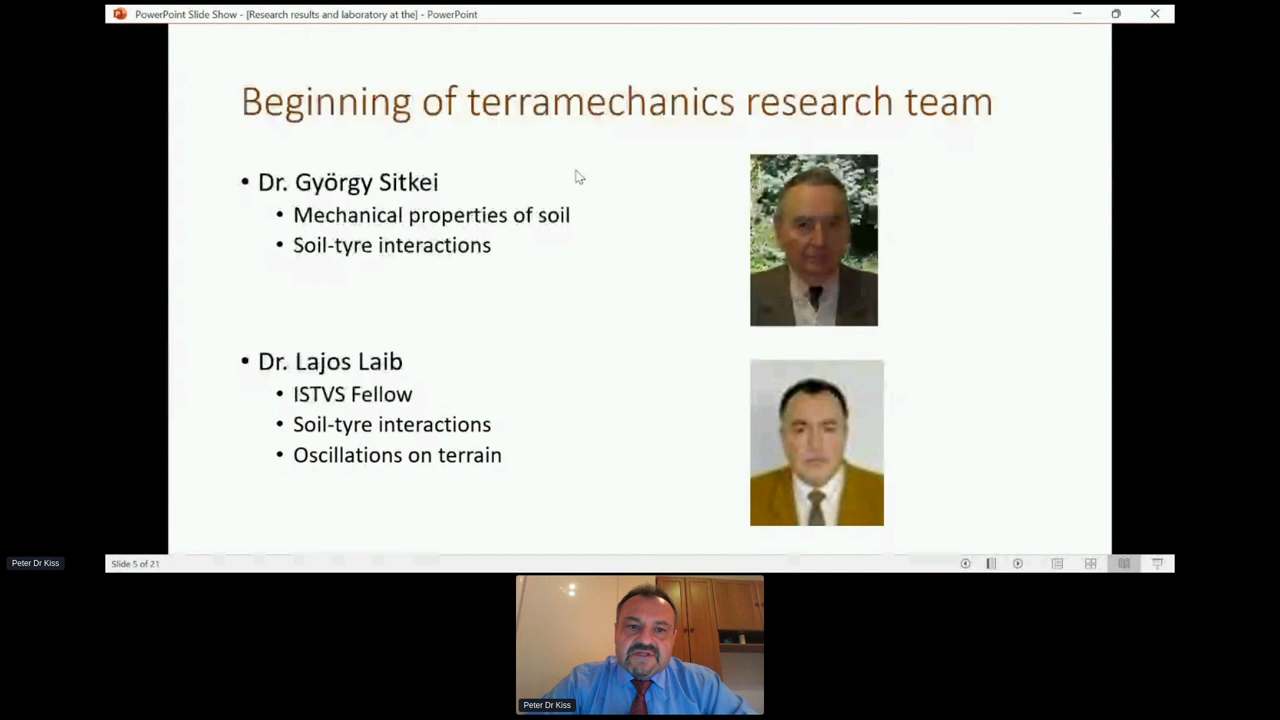 PowerPoint Slide Show - [Research results and laboratory at the] - PowerPoint
Beginning of terramechanics research team
• Dr. György Sitkei
• Mechanical properties of soil
• Soil-tyre interactions
• Dr. Lajos Laib
• ISTVS Fellow
• Soil-tyre interactions
• Oscillations on terrain
Peter Dr Kiss
Slide 5 of 21
Peter Dr Kiss